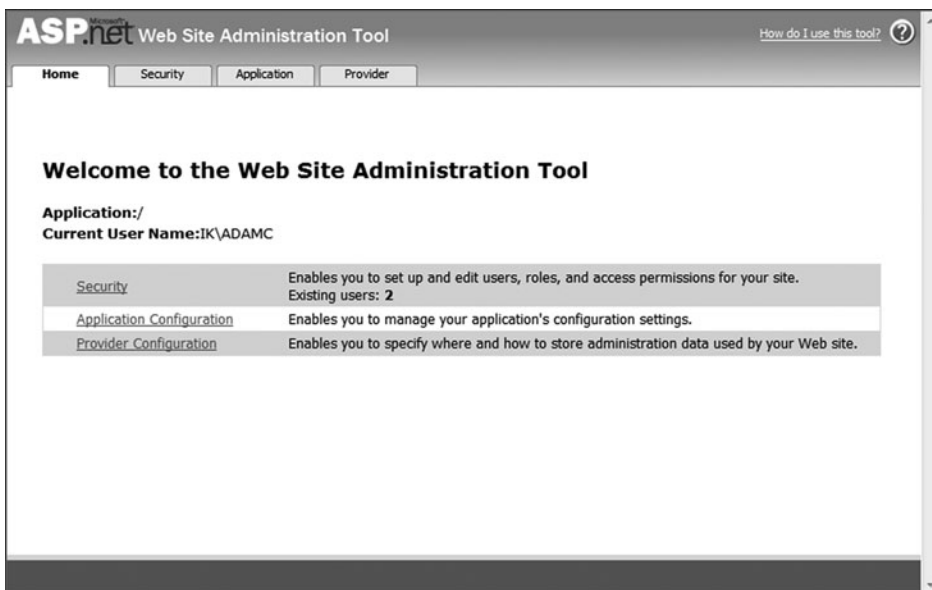 Microsoft
ASP.net Web Site Administration Tool
How do I use this tool? ?
Home Security Application Provider
Welcome to the Web Site Administration Tool
Application:/
Current User Name:IK\ADAMC
Security Enables you to set up and edit users, roles, and access permissions for your site.
Existing users: 2
Application Configuration Enables you to manage your application's configuration settings.
Provider Configuration Enables you to specify where and how to store administration data used by your Web site.